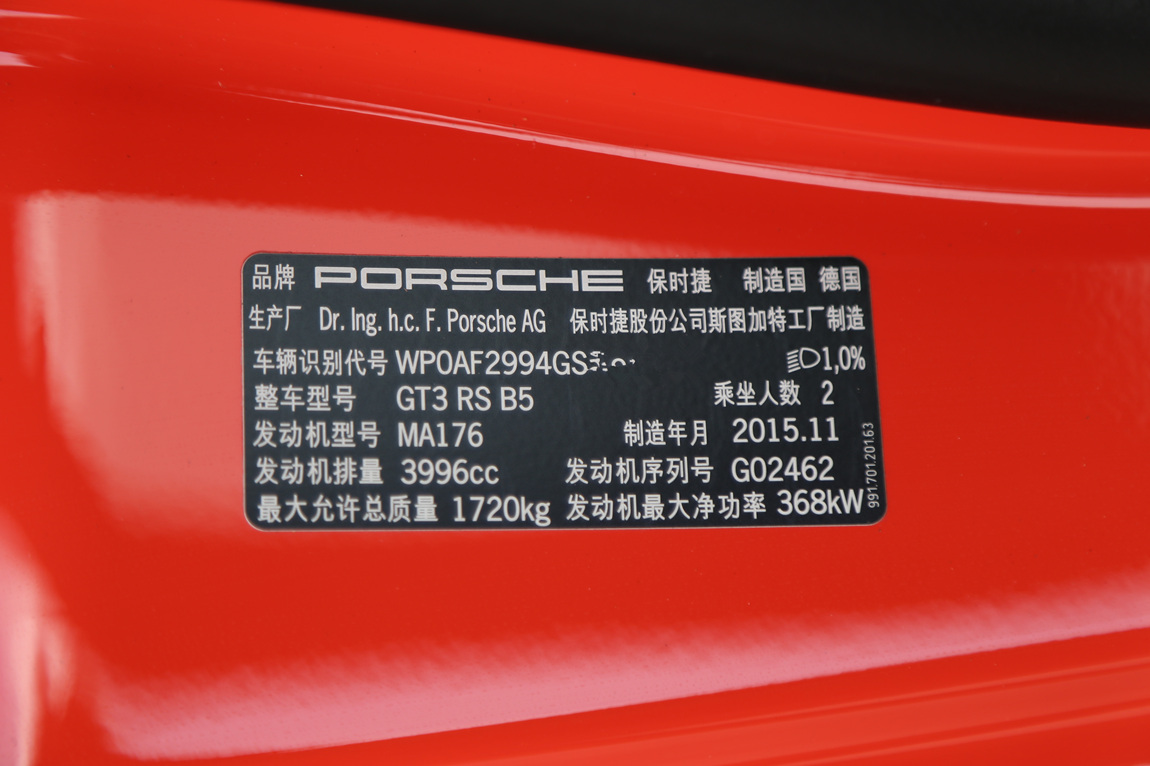 品牌 PORSCHE 保时捷 制造国 德国
生产厂 Dr. Ing. h.c. F. Porsche AG 保时捷股份公司斯图加特工厂制造
车辆识别代号 WP0AF2994GS 1,0%
整车型号 GT3 RS B5 乘坐人数 2
发动机型号 MA176 制造年月 2015.11
发动机排量 3996cc 发动机序列号 G02462
最大允许总质量 1720kg 发动机最大净功率 368kW
991.701.201.63